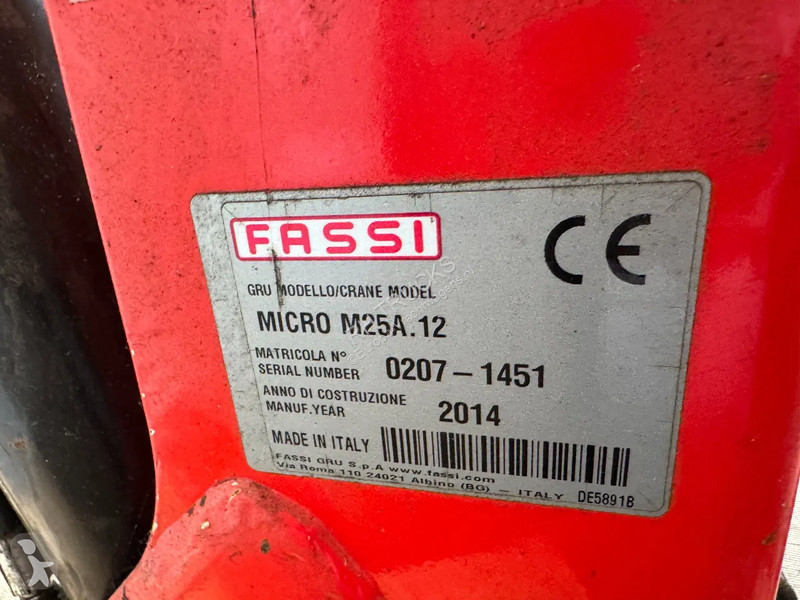 FASSI
CE
GRU MODELLO/CRANE MODEL
MICRO M25A.12
MATRICOLA N°
SERIAL NUMBER 0207-1451
ANNO DI COSTRUZIONE
MANUF.YEAR 2014
MADE IN ITALY
FASSI GRU S.p.A www.fassi.com
Via Roma 110 24021 Albino (BG) - ITALY DE5891B